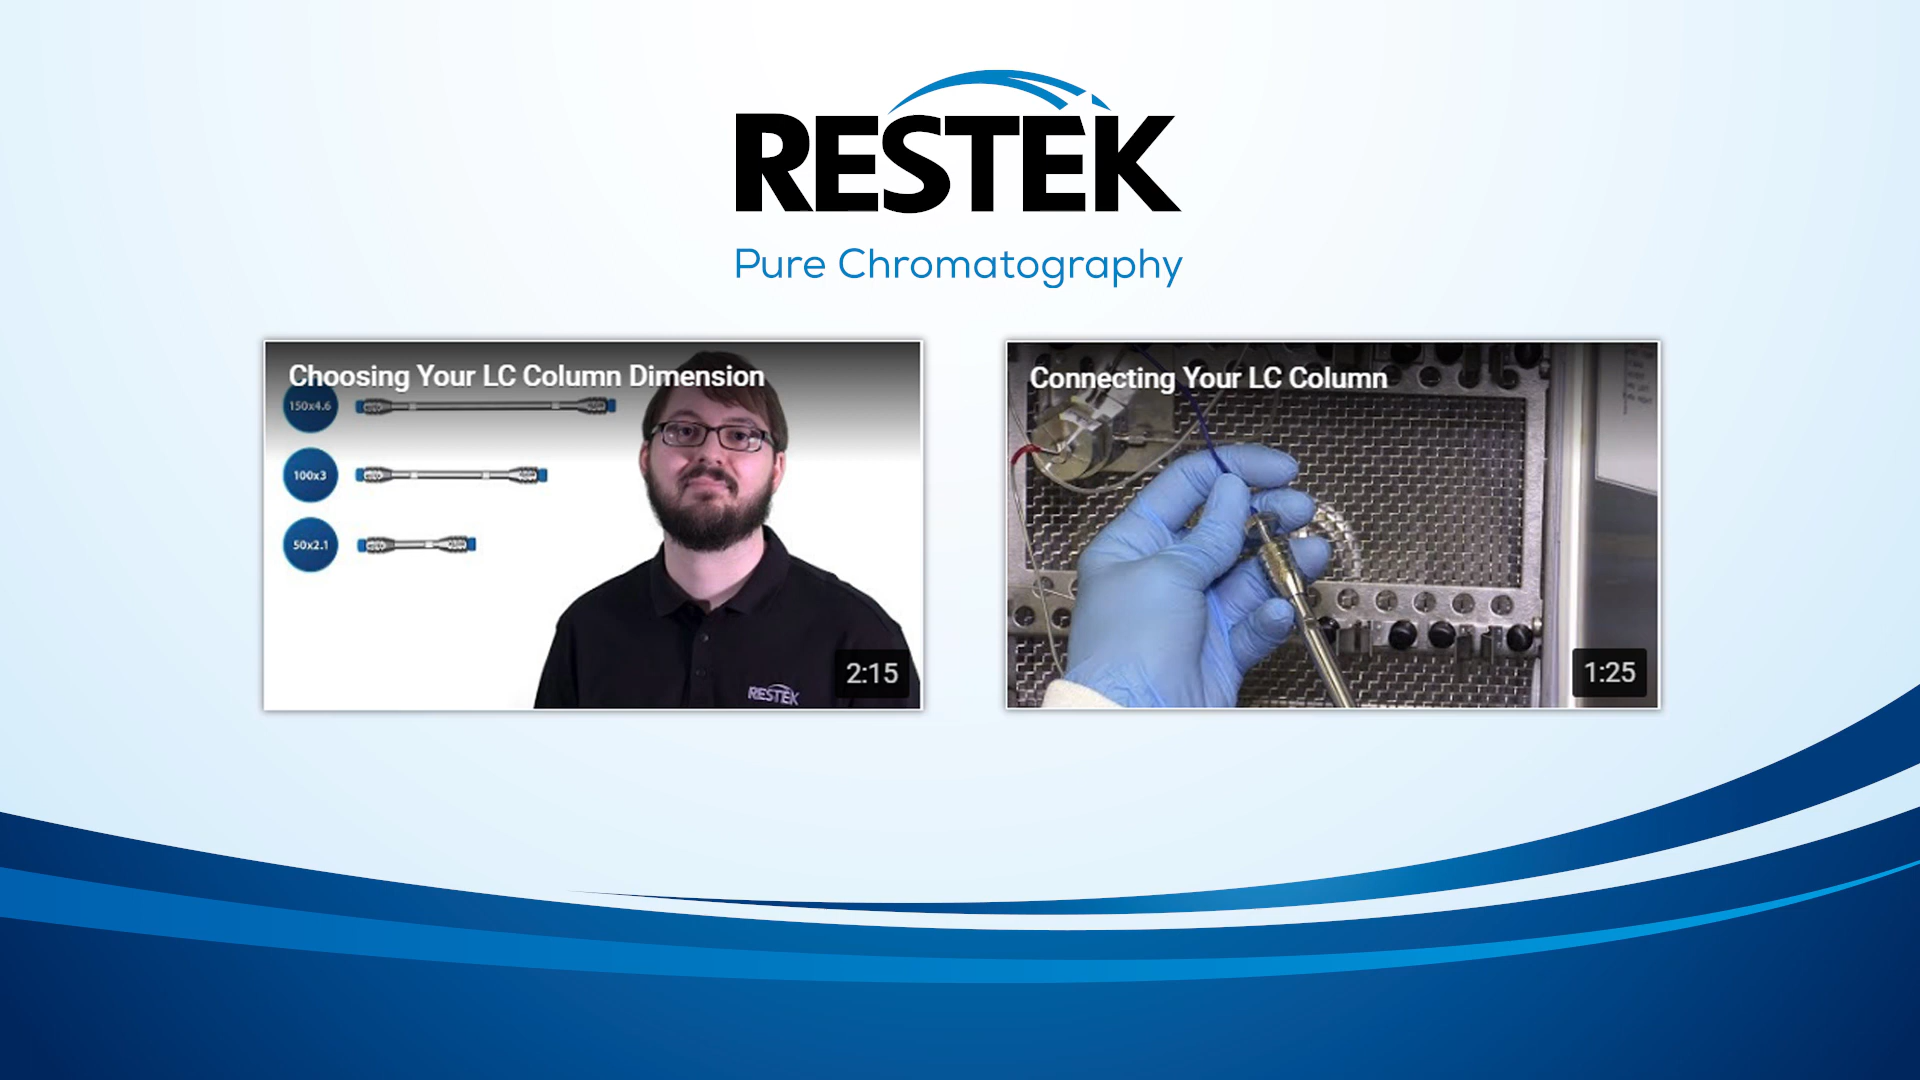 RESTEK
Pure Chromatography
Choosing Your LC Column Dimension
150x4.6
100x3
50x2.1
RESTEK
2:15
Connecting Your LC Column
1:25